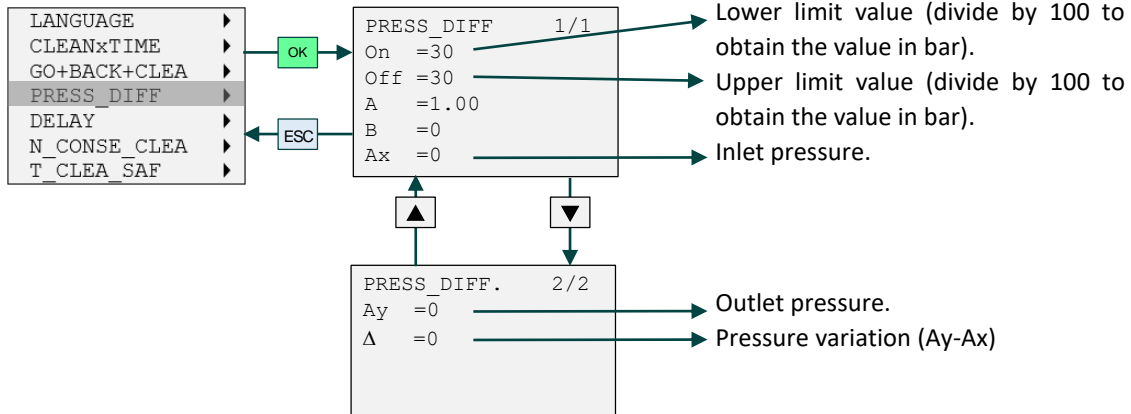 LANGUAGE
CLEANxTIME
GO+BACK+CLEA
PRESS_DIFF
DELAY
N_CONSE_CLEA
T_CLEA_SAF
OK
ESC
PRESS_DIFF 1/1
On =30
Off =30
A =1.00
B =0
Ax =0
Lower limit value (divide by 100 to
obtain the value in bar).
Upper limit value (divide by 100 to
obtain the value in bar).
Inlet pressure.
PRESS_DIFF. 2/2
Ay =0
Δ =0
Outlet pressure.
Pressure variation (Ay-Ax)